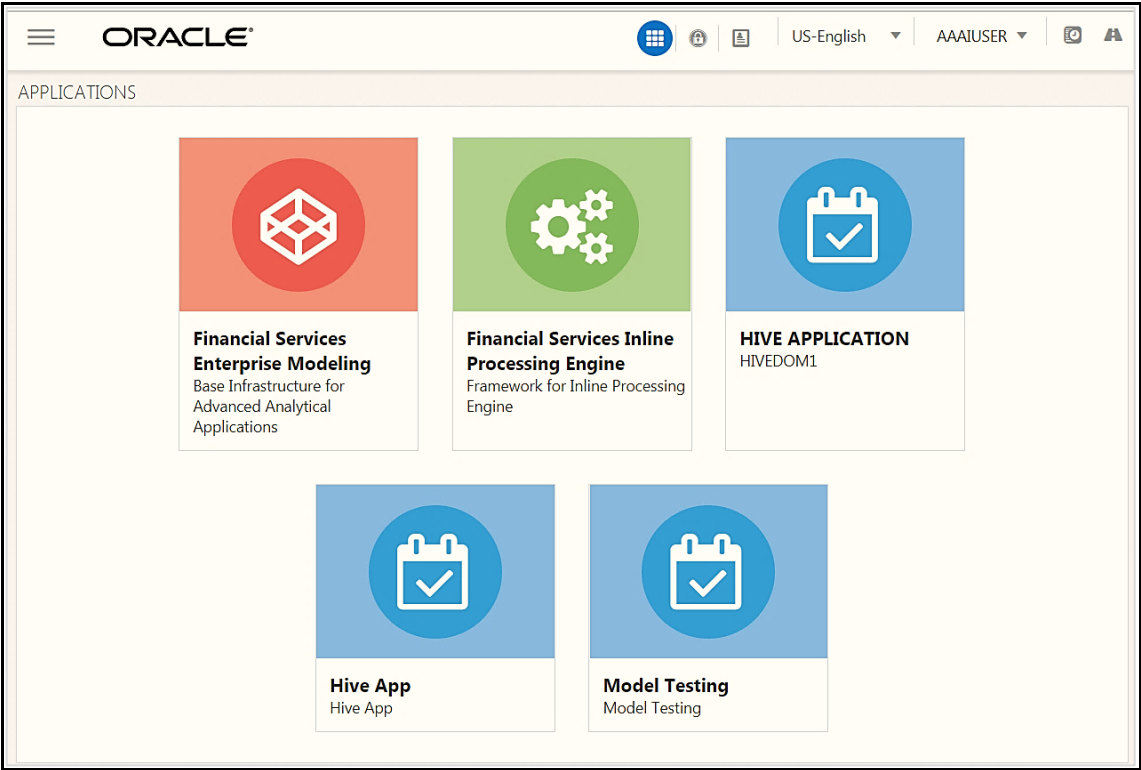 ORACLE®
US-English
AAAIUSER
APPLICATIONS
Financial Services
Enterprise Modeling
Base Infrastructure for
Advanced Analytical
Applications
Financial Services Inline
Processing Engine
Framework for Inline Processing
Engine
HIVE APPLICATION
HIVEDOM1
Hive App
Hive App
Model Testing
Model Testing